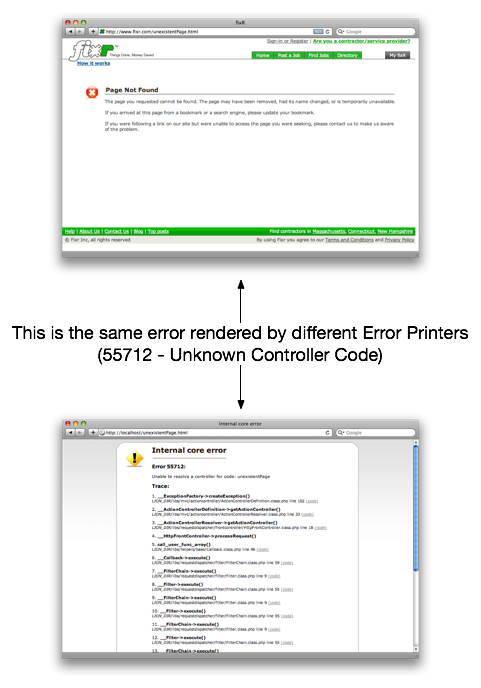 fixR
http://www.fixr.com/unexistentPage.html
Google
Sign-in or Register | Are you a contractor/service provider?
fixr
Things Done, Money Saved
Home Post a Job Find Jobs Directory My fixR
How it works
Page Not Found
The page you requested cannot be found. The page may have been removed, had its name changed, or is temporarily unavailable.
If you arrived at this page from a bookmark or a search engine, please update your bookmark.
If you were following a link on our site but were unable to access the page you were seeking, please contact us to make us aware
of the problem.
Help | About Us | Contact Us | Blog | Top posts Find contractors in Massachusetts, Connecticut, New Hampshire
© Fixr Inc, all rights reserved By using Fixr you agree to our Terms and Conditions and Privacy Policy
This is the same error rendered by different Error Printers
(55712 - Unknown Controller Code)
Internal core error
http://localhost/unexistentPage.html
Google
Internal core error
Error 55712:
Unable to resolve a controller for code: unexistentPage
Trace:
1. __ExceptionFactory->createException()
LION_DIR/libs/mvc/actioncontroller/ActionControllerDefinition.class.php line 102 (code)
2. __ActionControllerDefinition->getActionController()
LION_DIR/libs/mvc/actioncontroller/ActionControllerResolver.class.php line 33 (code)
3. __ActionControllerResolver->getActionController()
LION_DIR/libs/requestdispatcher/frontcontroller/HttpFrontController.class.php line 18 (code)
4. __HttpFrontController->processRequest()
5. call_user_func_array()
LION_DIR/libs/helpers/base/Callback.class.php line 46 (code)
6. __Callback->execute()
LION_DIR/libs/requestdispatcher/filter/Filter.class.php line 59 (code)
7. __FilterChain->execute()
LION_DIR/libs/requestdispatcher/filter/FilterChain.class.php line 9 (code)
8. __Filter->execute()
LION_DIR/libs/requestdispatcher/filter/FilterChain.class.php line 55 (code)
9. __FilterChain->execute()
LION_DIR/libs/requestdispatcher/filter/FilterChain.class.php line 9 (code)
10. __Filter->execute()
LION_DIR/libs/requestdispatcher/filter/FilterChain.class.php line 55 (code)
11. __FilterChain->execute()
LION_DIR/libs/requestdispatcher/filter/FilterChain.class.php line 9 (code)
12. __Filter->execute()
LION_DIR/libs/requestdispatcher/filter/FilterChain.class.php line 55 (code)
13. __FilterChain->execute()